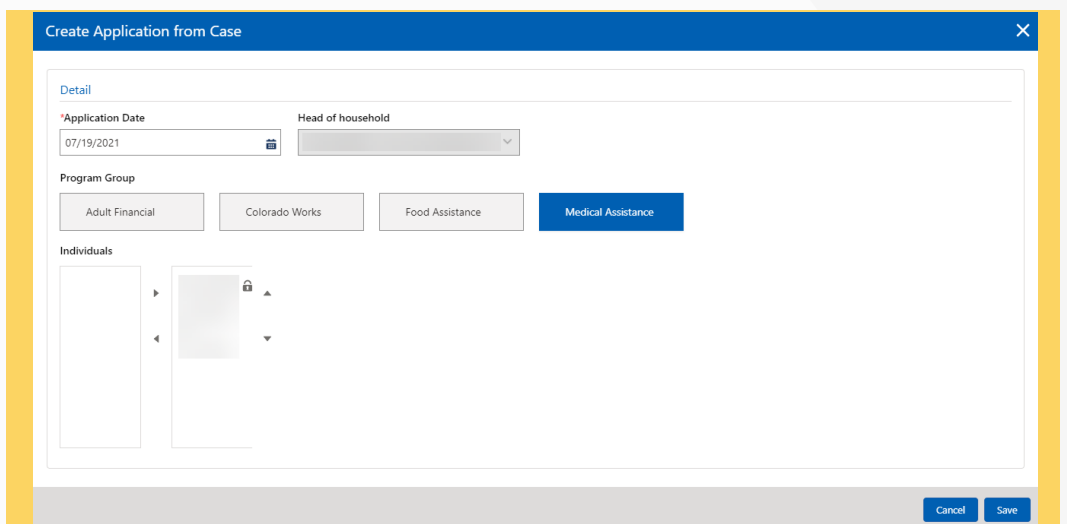 Create Application from Case
Detail
*Application Date Head of household
07/19/2021
Program Group
Adult Financial Colorado Works Food Assistance Medical Assistance
Individuals
Cancel Save